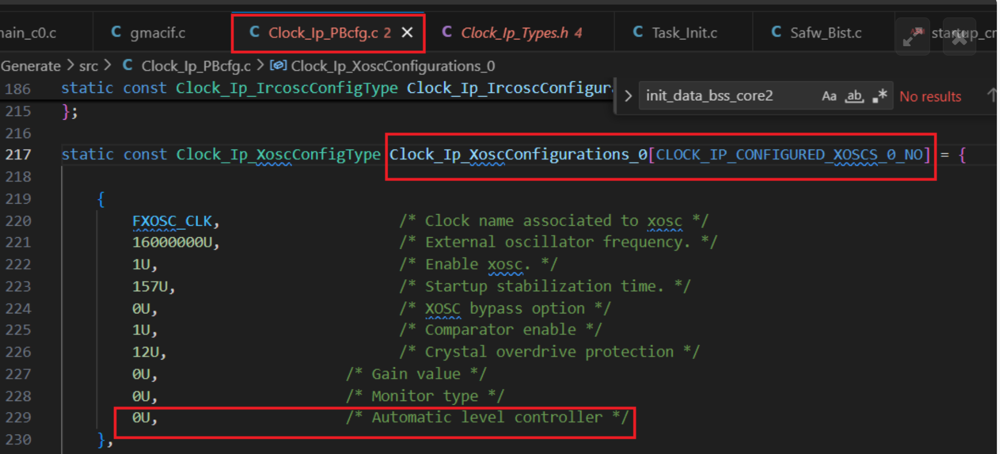 ain_c0.c
C gmacif.c
C Clock_Ip_PBcfg.c 2 ×
C Clock_Ip_Types.h 4
C Task_Init.c
C Safw_Bist.c
startup_cr
Generate > src > C Clock_Ip_PBcfg.c > Clock_Ip_XoscConfigurations_0
186 static const Clock_Ip_IrcoscConfigType Clock_Ip_IrcoscConfigur
> init_data_bss_core2 Aa ab .* No results ↑
215 };
216
217 static const Clock_Ip_XoscConfigType Clock_Ip_XoscConfigurations_0[CLOCK_IP_CONFIGURED_XOSCS_0_NO] = {
218
219 {
220 FXOSC_CLK, /* Clock name associated to xosc */
221 16000000U, /* External oscillator frequency. */
222 1U, /* Enable xosc. */
223 157U, /* Startup stabilization time. */
224 0U, /* XOSC bypass option */
225 1U, /* Comparator enable */
226 12U, /* Crystal overdrive protection */
227 0U, /* Gain value */
228 0U, /* Monitor type */
229 0U, /* Automatic level controller */
230 },